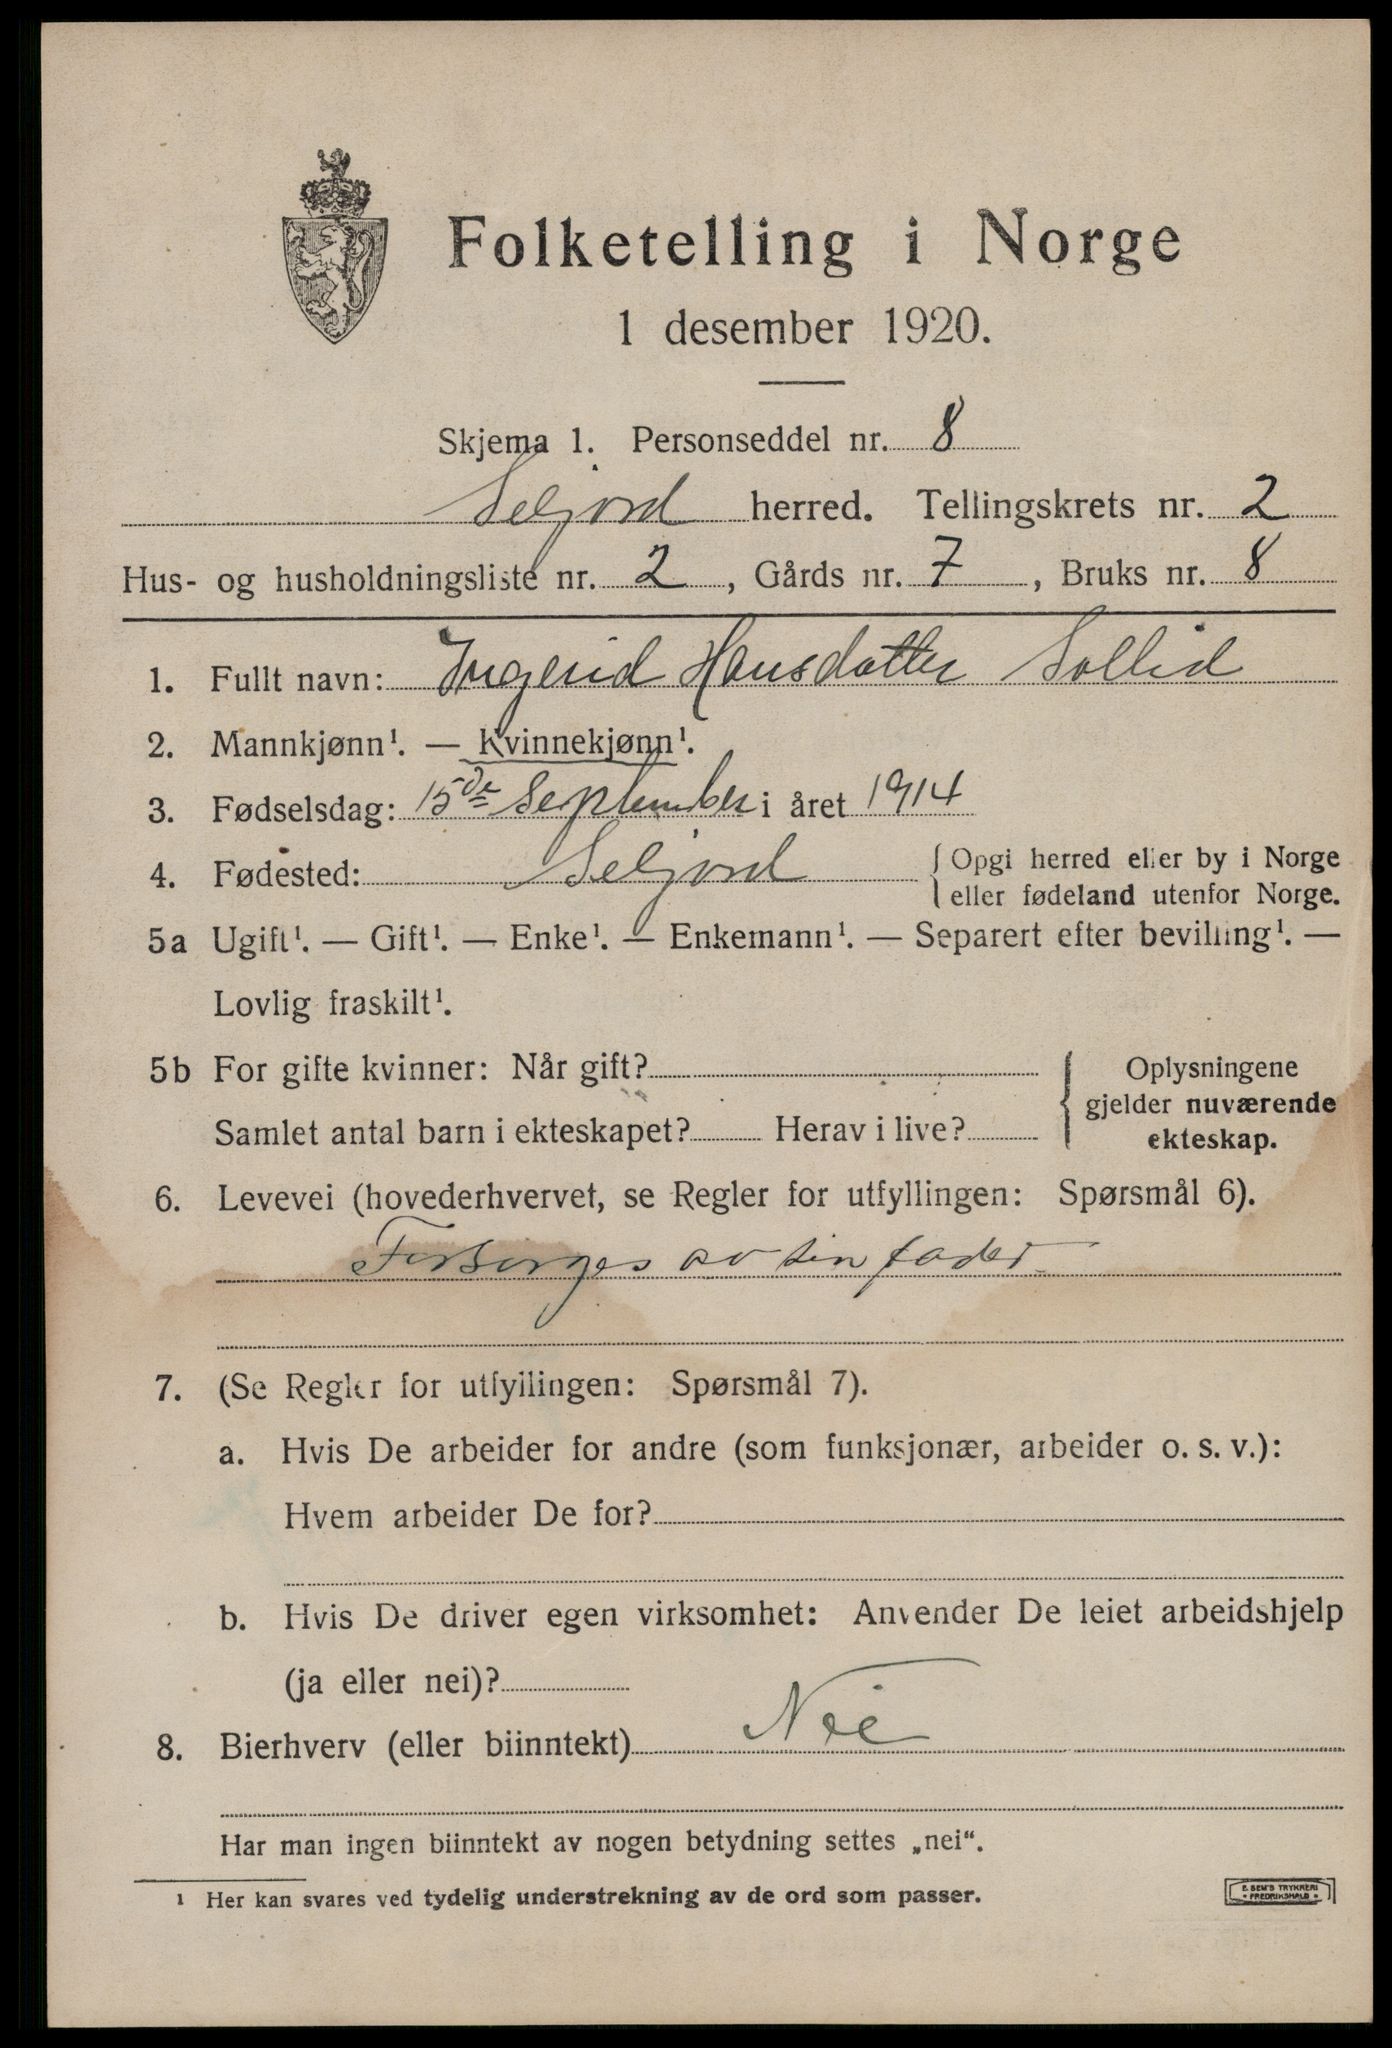 Folketelling i Norge
1 desember 1920.
Skjema 1. Personseddel nr. 8
Seljord herred. Tellingskrets nr. 2
Hus- og husholdningsliste nr. 2, Gårds nr. 7, Bruks nr. 8
1. Fullt navn: Ingerid Hansdatter Sollid
2. Mannkjønn¹. — Kvinnekjønn¹.
3. Fødselsdag: 15de September i året 1914
4. Fødested: Seljord { Opgi herred eller by i Norge
eller fødeland utenfor Norge.
5a Ugift¹. — Gift¹. — Enke¹. — Enkemann¹. — Separert efter bevilling¹. —
Lovlig fraskilt¹.
5b For gifte kvinner: Når gift? { Oplysningene
gjelder nuværende
Samlet antal barn i ekteskapet? Herav i live? ekteskap.
6. Levevei (hovederhvervet, se Regler for utfyllingen: Spørsmål 6).
Forsørges av sin fader
7. (Se Regler for utfyllingen: Spørsmål 7).
a. Hvis De arbeider for andre (som funksjonær, arbeider o. s. v.):
Hvem arbeider De for?
b. Hvis De driver egen virksomhet: Anvender De leiet arbeidshjelp
(ja eller nei)?
8. Bierhverv (eller biinntekt) Nei
Har man ingen biinntekt av nogen betydning settes „nei“.
¹ Her kan svares ved tydelig understrekning av de ord som passer.
E. SEM'S TRYKKERI
• FREDRIKSHALD •